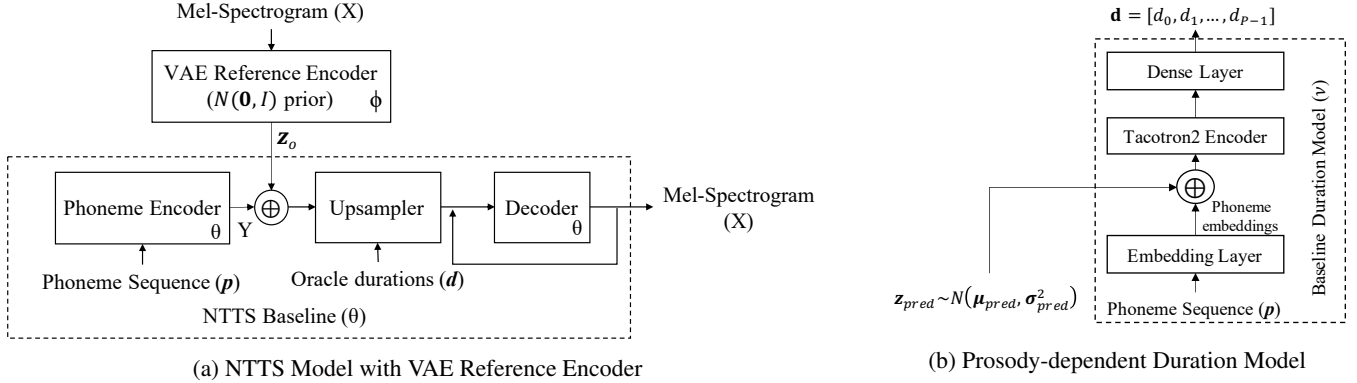 Mel-Spectrogram (X)
VAE Reference Encoder
(N(0, I) prior) ϕ
z_o
Phoneme Encoder
θ
Y
⊕
Upsampler
Decoder
θ
Mel-Spectrogram
(X)
Phoneme Sequence (p)
Oracle durations (d)
NTTS Baseline (θ)
(a) NTTS Model with VAE Reference Encoder
d = [d_0, d_1, ..., d_{P−1}]
Dense Layer
Tacotron2 Encoder
⊕
Phoneme
embeddings
Embedding Layer
z_pred~N(μ_pred, σ²_pred)
Phoneme Sequence (p)
Baseline Duration Model (ν)
(b) Prosody-dependent Duration Model